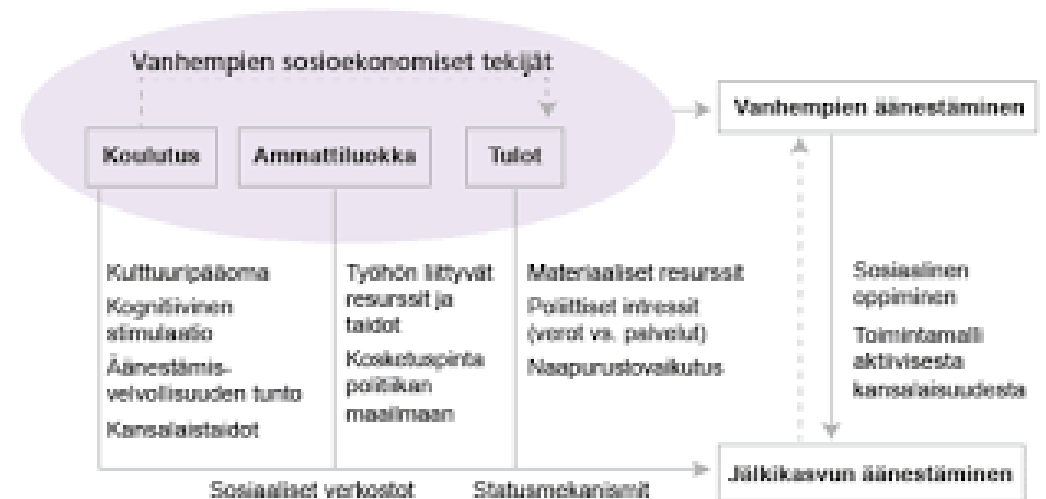 Vanhempien sosioekonomiset tekijät
Vanhempien äänestäminen
Koulutus
Ammattiluokka
Tulot
Kulttuuripääoma
Kognitiivinen
stimulaatio
Äänestämis-
velvollisuuden tunto
Kansalaistaidot
Työhön liittyvät
resurssit ja
taidot
Kosketuspinta
politiikan
maailmaan
Materiaaliset resurssit
Poliittiset intressit
(verot vs. palvelut)
Naapurustovaikutus
Sosiaalinen
oppiminen
Toimintamalli
aktiivisesta
kansalaisuudesta
Jälkikasvun äänestäminen
Sosiaaliset verkostot
Statusmekanismit